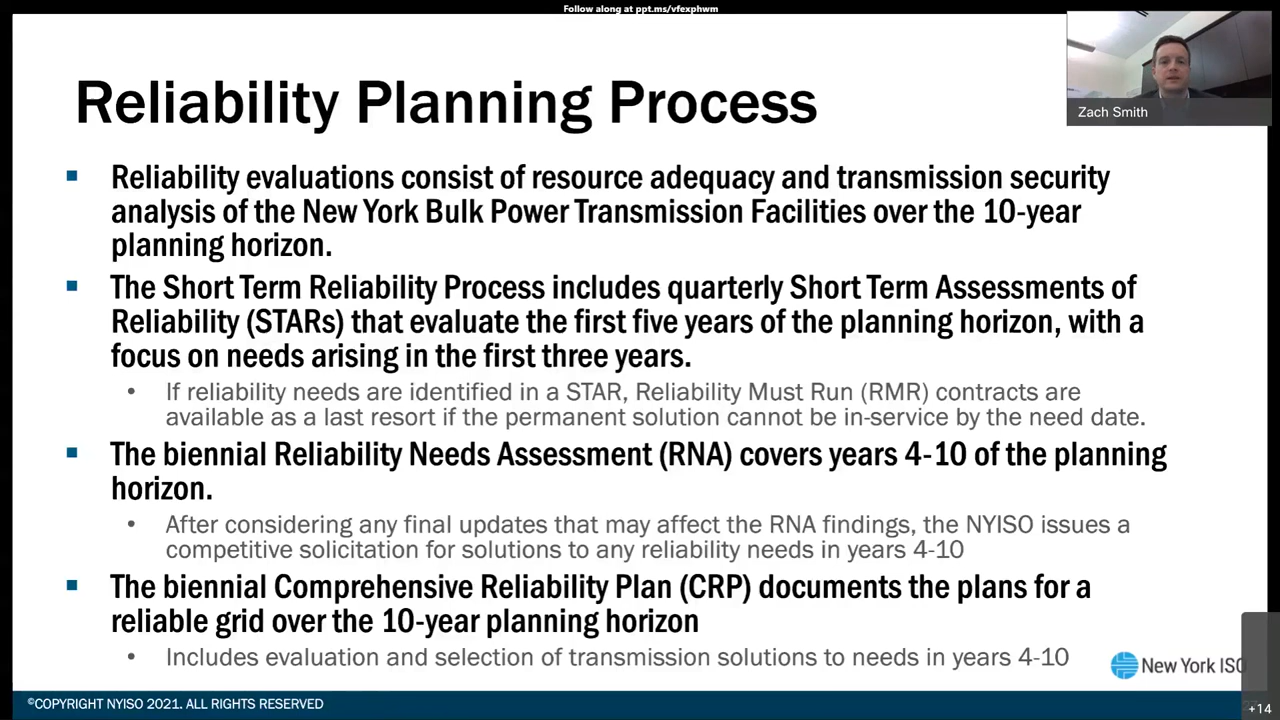 Follow along at ppt.ms/vfexphwm
Zach Smith
Reliability Planning Process
▪ Reliability evaluations consist of resource adequacy and transmission security
analysis of the New York Bulk Power Transmission Facilities over the 10-year
planning horizon.
▪ The Short Term Reliability Process includes quarterly Short Term Assessments of
Reliability (STARs) that evaluate the first five years of the planning horizon, with a
focus on needs arising in the first three years.
• If reliability needs are identified in a STAR, Reliability Must Run (RMR) contracts are
available as a last resort if the permanent solution cannot be in-service by the need date.
▪ The biennial Reliability Needs Assessment (RNA) covers years 4-10 of the planning
horizon.
• After considering any final updates that may affect the RNA findings, the NYISO issues a
competitive solicitation for solutions to any reliability needs in years 4-10
▪ The biennial Comprehensive Reliability Plan (CRP) documents the plans for a
reliable grid over the 10-year planning horizon
• Includes evaluation and selection of transmission solutions to needs in years 4-10
New York ISO
©COPYRIGHT NYISO 2021. ALL RIGHTS RESERVED
+14